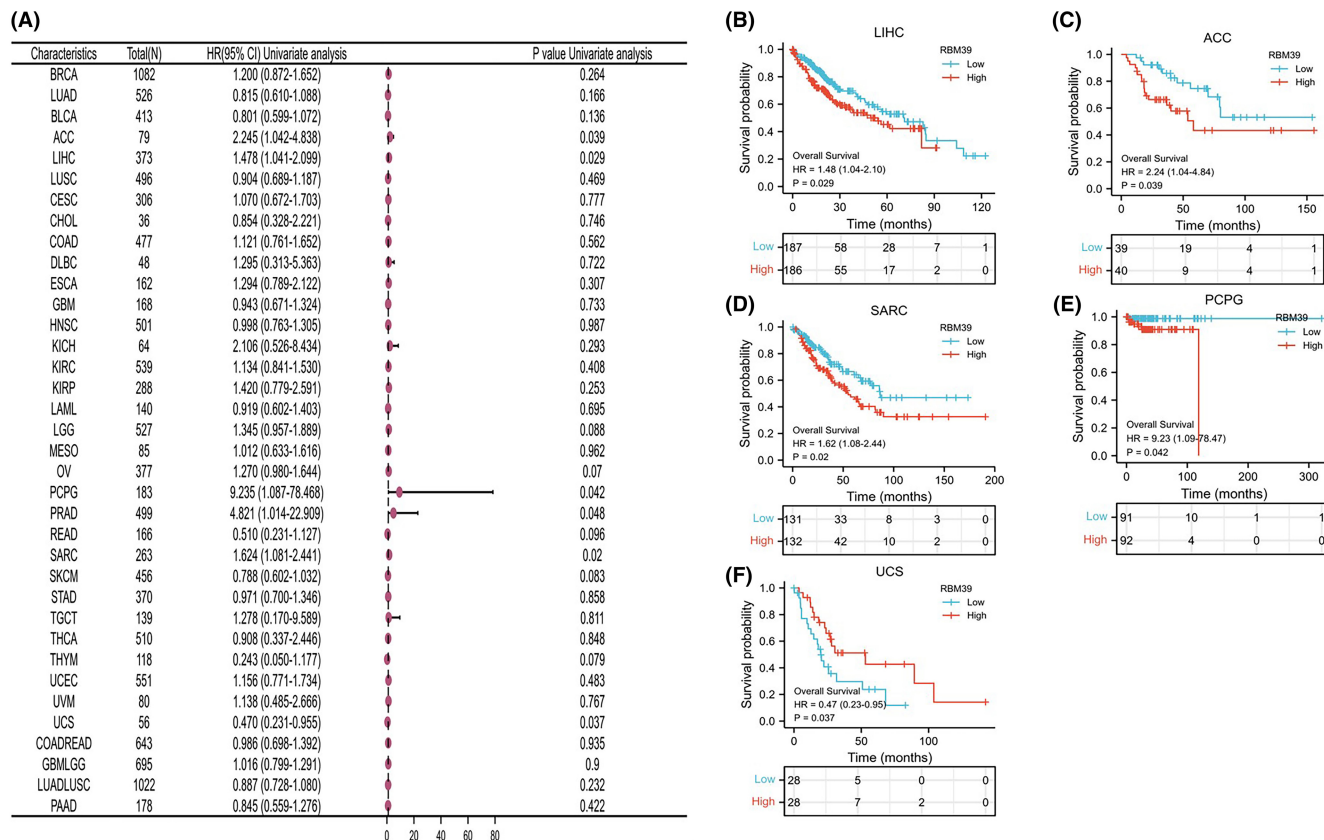 (A)
Characteristics Total(N) HR(95% CI) Univariate analysis P value Univariate analysis
BRCA 1082 1.200 (0.872-1.652) 0.264
LUAD 526 0.815 (0.610-1.088) 0.166
BLCA 413 0.801 (0.599-1.072) 0.136
ACC 79 2.245 (1.042-4.838) 0.039
LIHC 373 1.478 (1.041-2.099) 0.029
LUSC 496 0.904 (0.689-1.187) 0.469
CESC 306 1.070 (0.672-1.703) 0.777
CHOL 36 0.854 (0.328-2.221) 0.746
COAD 477 1.121 (0.761-1.652) 0.562
DLBC 48 1.295 (0.313-5.363) 0.722
ESCA 162 1.294 (0.789-2.122) 0.307
GBM 168 0.943 (0.671-1.324) 0.733
HNSC 501 0.998 (0.763-1.305) 0.987
KICH 64 2.106 (0.526-8.434) 0.293
KIRC 539 1.134 (0.841-1.530) 0.408
KIRP 288 1.420 (0.779-2.591) 0.253
LAML 140 0.919 (0.602-1.403) 0.695
LGG 527 1.345 (0.957-1.889) 0.088
MESO 85 1.012 (0.633-1.616) 0.962
OV 377 1.270 (0.980-1.644) 0.07
PCPG 183 9.235 (1.087-78.468) 0.042
PRAD 499 4.821 (1.014-22.909) 0.048
READ 166 0.510 (0.231-1.127) 0.096
SARC 263 1.624 (1.081-2.441) 0.02
SKCM 456 0.788 (0.602-1.032) 0.083
STAD 370 0.971 (0.700-1.346) 0.858
TGCT 139 1.278 (0.170-9.589) 0.811
THCA 510 0.908 (0.337-2.446) 0.848
THYM 118 0.243 (0.050-1.177) 0.079
UCEC 551 1.156 (0.771-1.734) 0.483
UVM 80 1.138 (0.485-2.666) 0.767
UCS 56 0.470 (0.231-0.955) 0.037
COADREAD 643 0.986 (0.698-1.392) 0.935
GBMLGG 695 1.016 (0.799-1.291) 0.9
LUADLUSC 1022 0.887 (0.728-1.080) 0.232
PAAD 178 0.845 (0.559-1.276) 0.422
0 20 40 60 80
(B)
LIHC
RBM39
Low
High
Survival probability
1.0
0.8
0.6
0.4
0.2
0.0
Overall Survival
HR = 1.48 (1.04-2.10)
P = 0.029
0 30 60 90 120
Time (months)
Low 187 58 28 7 1
High 186 55 17 2 0
(C)
ACC
RBM39
Low
High
Survival probability
1.0
0.8
0.6
0.4
0.2
0.0
Overall Survival
HR = 2.24 (1.04-4.84)
P = 0.039
0 50 100 150
Time (months)
Low 39 19 4 1
High 40 9 4 1
(D)
SARC
RBM39
Low
High
Survival probability
1.0
0.8
0.6
0.4
0.2
0.0
Overall Survival
HR = 1.62 (1.08-2.44)
P = 0.02
0 50 100 150 200
Time (months)
Low 131 33 8 3 0
High 132 42 10 2 0
(E)
PCPG
RBM39
Low
High
Survival probability
1.0
0.8
0.6
0.4
0.2
0.0
Overall Survival
HR = 9.23 (1.09-78.47)
P = 0.042
0 100 200 300
Time (months)
Low 91 10 1 1
High 92 4 0 0
(F)
UCS
RBM39
Low
High
Survival probability
1.0
0.8
0.6
0.4
0.2
0.0
Overall Survival
HR = 0.47 (0.23-0.95)
P = 0.037
0 50 100
Time (months)
Low 28 5 0 0
High 28 7 2 0